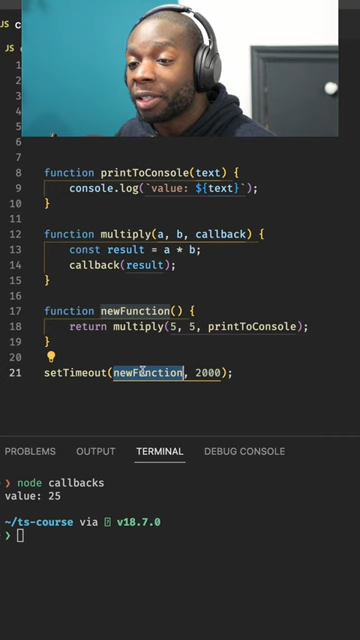 JS
c
JS
1
2
3
4
5
6
7
8 function printToConsole(text) {
9 console.log(`value: ${text}`);
10 }
11
12 function multiply(a, b, callback) {
13 const result = a * b;
14 callback(result);
15 }
16
17 function newFunction() {
18 return multiply(5, 5, printToConsole);
19 }
20
21 setTimeout(newFunction, 2000);
PROBLEMS OUTPUT TERMINAL DEBUG CONSOLE
❯ node callbacks
value: 25
~/ts-course via v18.7.0
❯